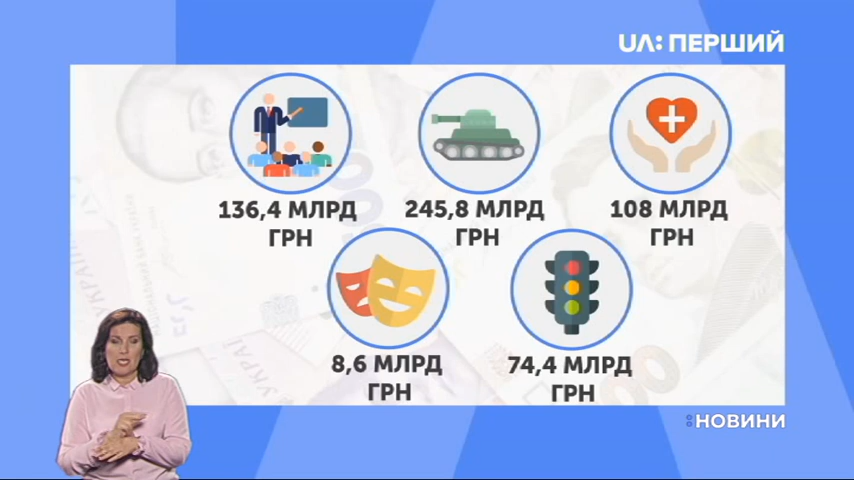 UA: ПЕРШИЙ
136,4 МЛРД
ГРН
245,8 МЛРД
ГРН
108 МЛРД
ГРН
8,6 МЛРД
ГРН
74,4 МЛРД
ГРН
НОВИНИ